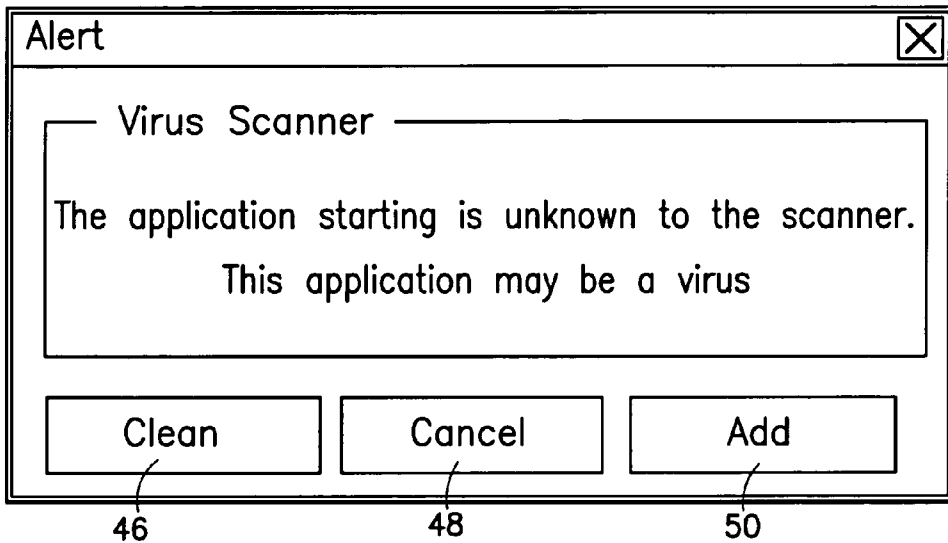 Alert
Virus Scanner
The application starting is unknown to the scanner.
This application may be a virus
Clean
Cancel
Add
46
48
50